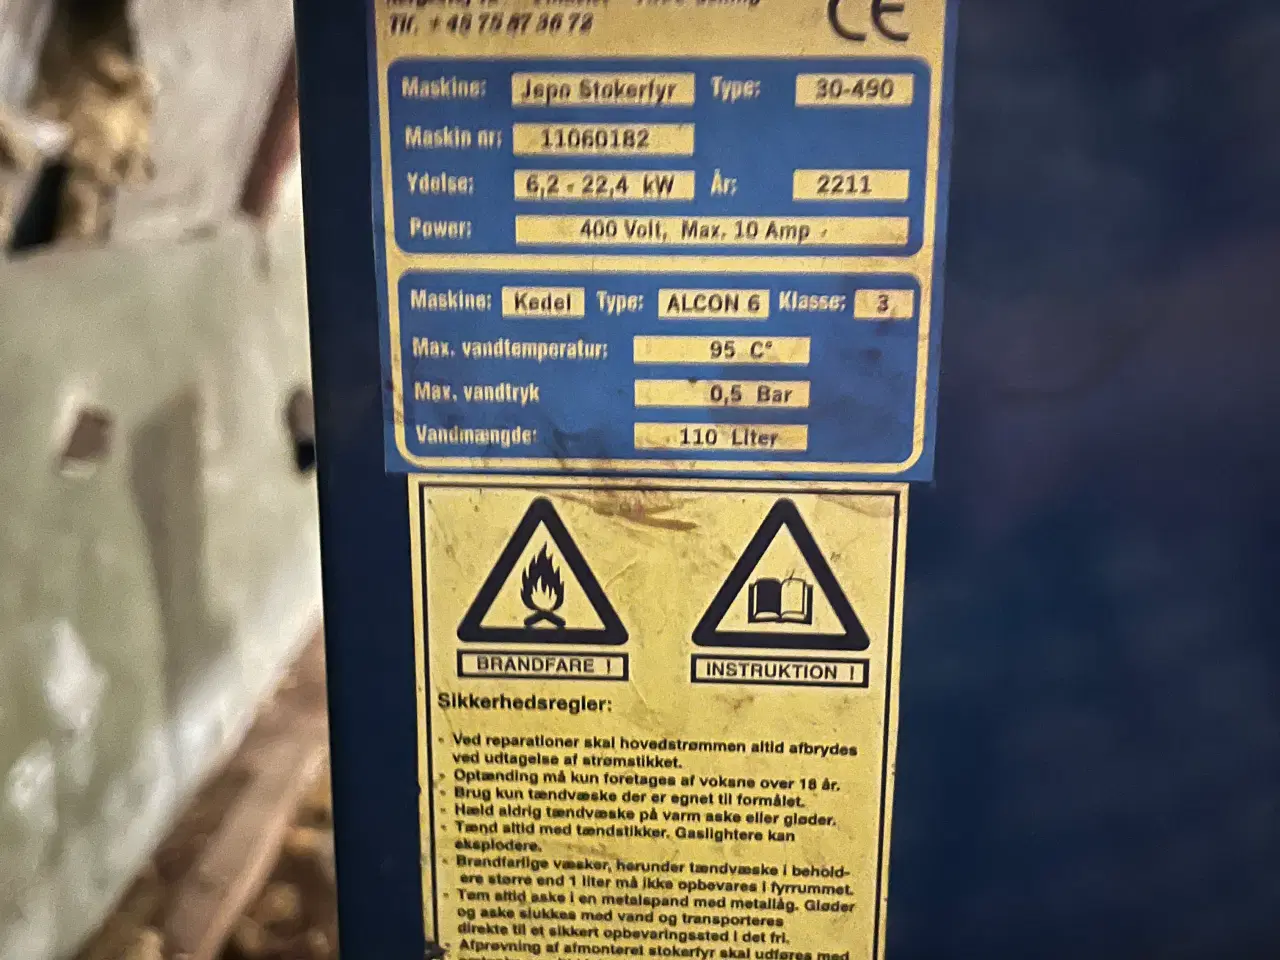 Tlf. +45 75 87 36 72
CE
Maskine: Jepo Stokerfyr Type: 30-490
Maskin nr: 11060182
Ydelse: 6,2 - 22,4 kW År: 2211
Power: 400 Volt, Max. 10 Amp
Maskine: Kedel Type: ALCON 6 Klasse: 3
Max. vandtemperatur: 95 C°
Max. vandtryk 0,5 Bar
Vandmængde: 110 Liter
BRANDFARE !
INSTRUKTION !
Sikkerhedsregler:
- Ved reparationer skal hovedstrømmen altid afbrydes
ved udtagelse af strømstikket.
- Optænding må kun foretages af voksne over 18 år.
- Brug kun tændvæske der er egnet til formålet.
- Hæld aldrig tændvæske på varm aske eller gløder.
- Tænd altid med tændstikker. Gaslightere kan
eksplodere.
- Brandfarlige væsker, herunder tændvæske i behold-
ere større end 1 liter må ikke opbevares i fyrrummet.
- Tøm altid aske i en metalspand med metallåg. Gløder
og aske slukkes med vand og transporteres
direkte til et sikkert opbevaringssted i det fri.
- Afprøvning af afmonteret stokerfyr skal udføres med